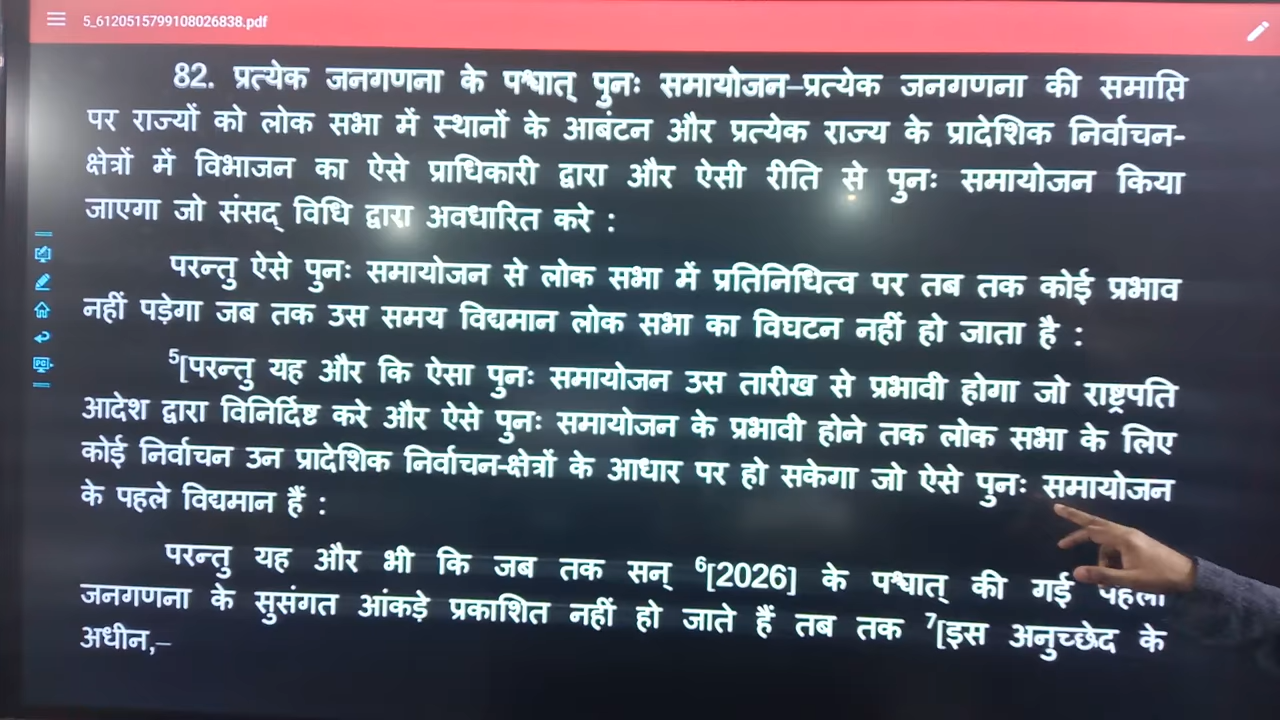 5_6120515799108026838.pdf
82. प्रत्येक जनगणना के पश्चात् पुनः समायोजन–प्रत्येक जनगणना की समाप्ति
पर राज्यों को लोक सभा में स्थानों के आबंटन और प्रत्येक राज्य के प्रादेशिक निर्वाचन-
क्षेत्रों में विभाजन का ऐसे प्राधिकारी द्वारा और ऐसी रीति से पुनः समायोजन किया
जाएगा जो संसद् विधि द्वारा अवधारित करे :
परन्तु ऐसे पुनः समायोजन से लोक सभा में प्रतिनिधित्व पर तब तक कोई प्रभाव
नहीं पड़ेगा जब तक उस समय विद्यमान लोक सभा का विघटन नहीं हो जाता है :
5[परन्तु यह और कि ऐसा पुनः समायोजन उस तारीख से प्रभावी होगा जो राष्ट्रपति
आदेश द्वारा विनिर्दिष्ट करे और ऐसे पुनः समायोजन के प्रभावी होने तक लोक सभा के लिए
कोई निर्वाचन उन प्रादेशिक निर्वाचन-क्षेत्रों के आधार पर हो सकेगा जो ऐसे पुनः समायोजन
के पहले विद्यमान हैं :
परन्तु यह और भी कि जब तक सन् 6[2026] के पश्चात् की गई पहली
जनगणना के सुसंगत आंकड़े प्रकाशित नहीं हो जाते हैं तब तक 7[इस अनुच्छेद के
अधीन,–